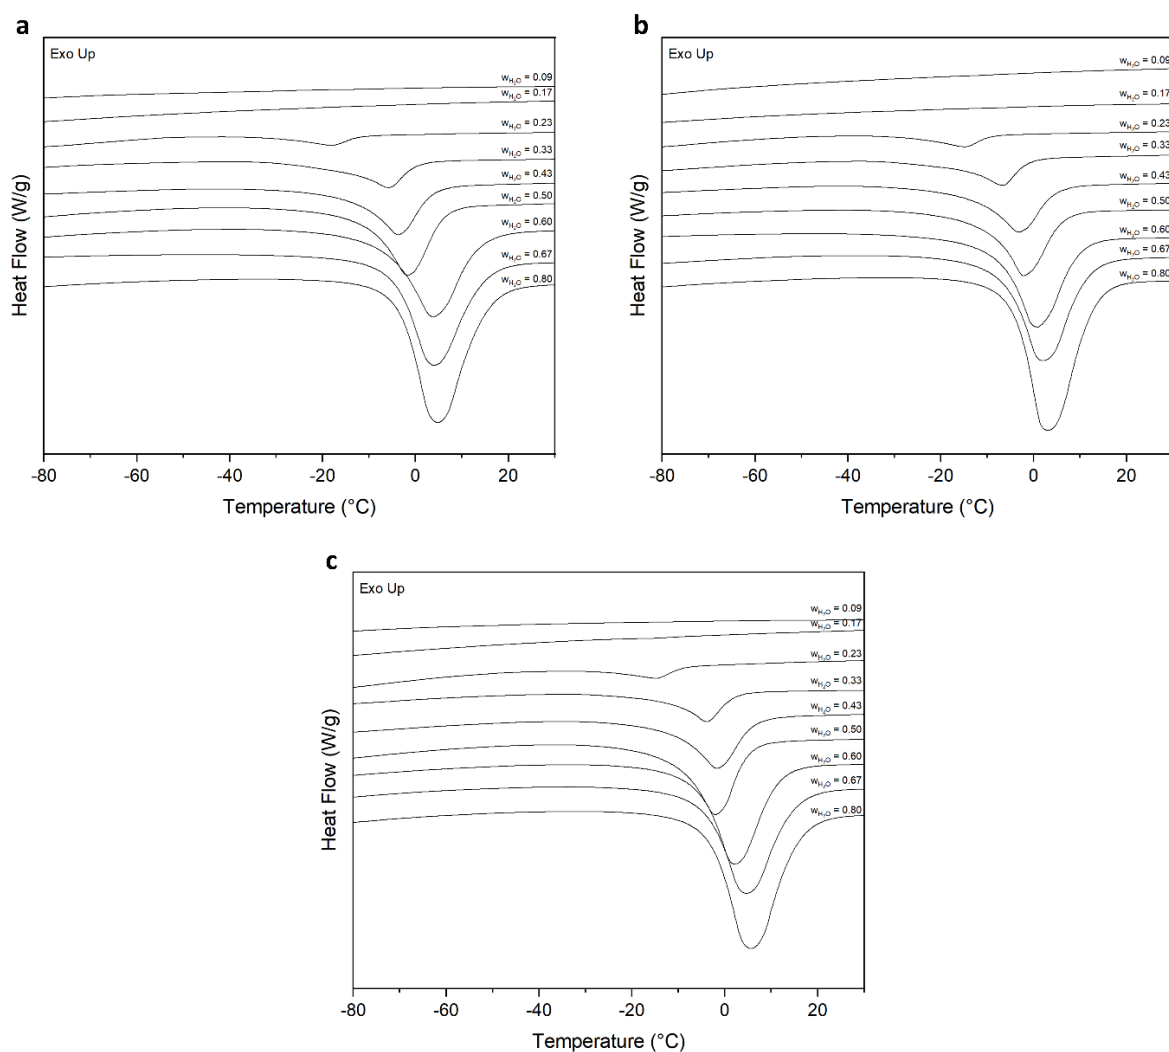 a
Exo Up
w_H₂O = 0.09
w_H₂O = 0.17
w_H₂O = 0.23
w_H₂O = 0.33
w_H₂O = 0.43
w_H₂O = 0.50
w_H₂O = 0.60
w_H₂O = 0.67
w_H₂O = 0.80
Heat Flow (W/g)
-80 -60 -40 -20 0 20
Temperature (°C)
b
Exo Up
w_H₂O = 0.09
w_H₂O = 0.17
w_H₂O = 0.23
w_H₂O = 0.33
w_H₂O = 0.43
w_H₂O = 0.50
w_H₂O = 0.60
w_H₂O = 0.67
w_H₂O = 0.80
Heat Flow (W/g)
-80 -60 -40 -20 0 20
Temperature (°C)
c
Exo Up
w_H₂O = 0.09
w_H₂O = 0.17
w_H₂O = 0.23
w_H₂O = 0.33
w_H₂O = 0.43
w_H₂O = 0.50
w_H₂O = 0.60
w_H₂O = 0.67
w_H₂O = 0.80
Heat Flow (W/g)
-80 -60 -40 -20 0 20
Temperature (°C)